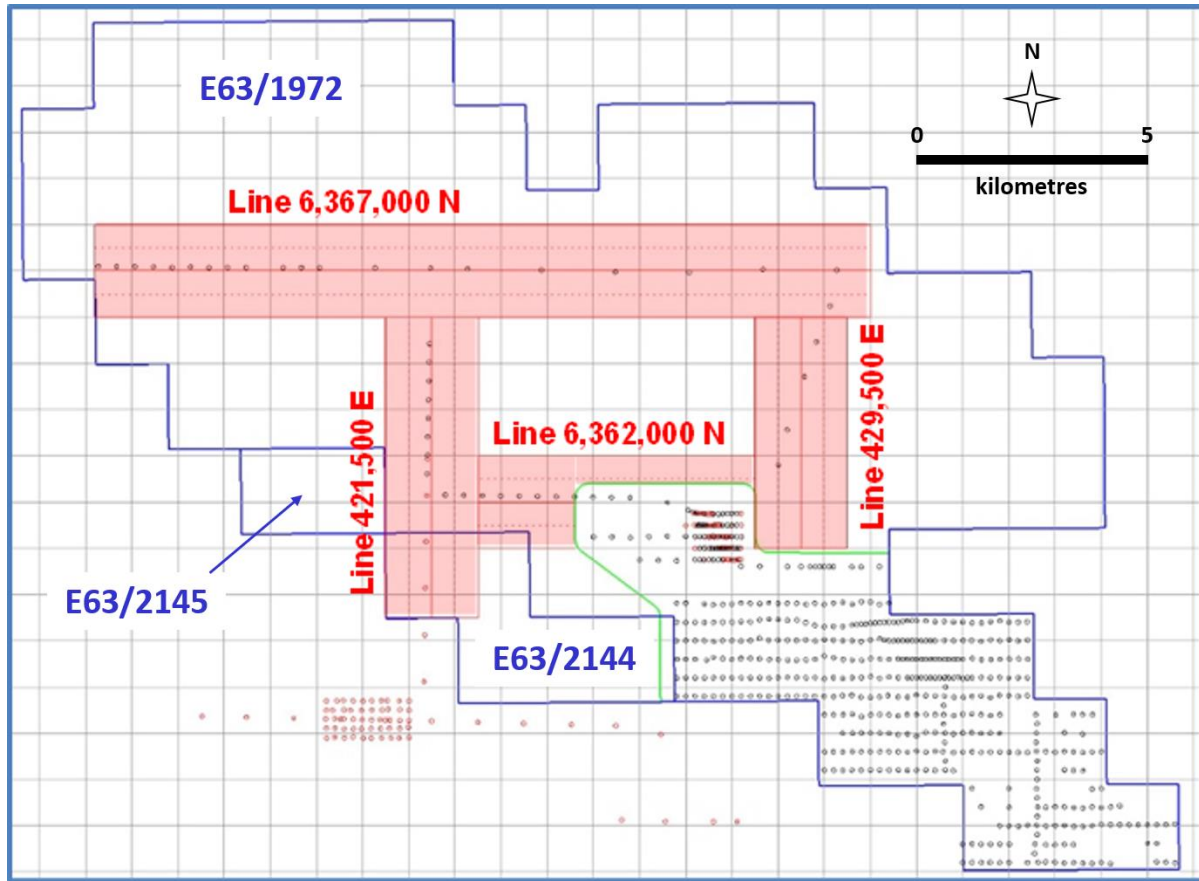 E63/1972
N
0 5
kilometres
Line 6,367,000 N
Line 421,500 E
Line 6,362,000 N
Line 429,500 E
E63/2145
E63/2144